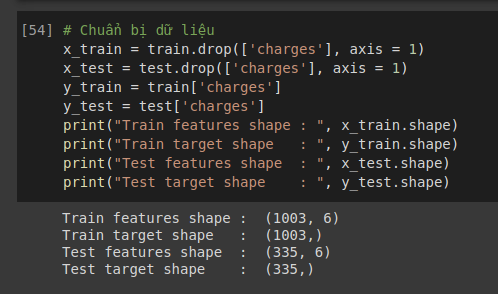 [54] # Chuẩn bị dữ liệu
x_train = train.drop(['charges'], axis = 1)
x_test = test.drop(['charges'], axis = 1)
y_train = train['charges']
y_test = test['charges']
print("Train features shape : ", x_train.shape)
print("Train target shape   : ", y_train.shape)
print("Test features shape  : ", x_test.shape)
print("Test target shape    : ", y_test.shape)
Train features shape :  (1003, 6)
Train target shape   :  (1003,)
Test features shape  :  (335, 6)
Test target shape    :  (335,)